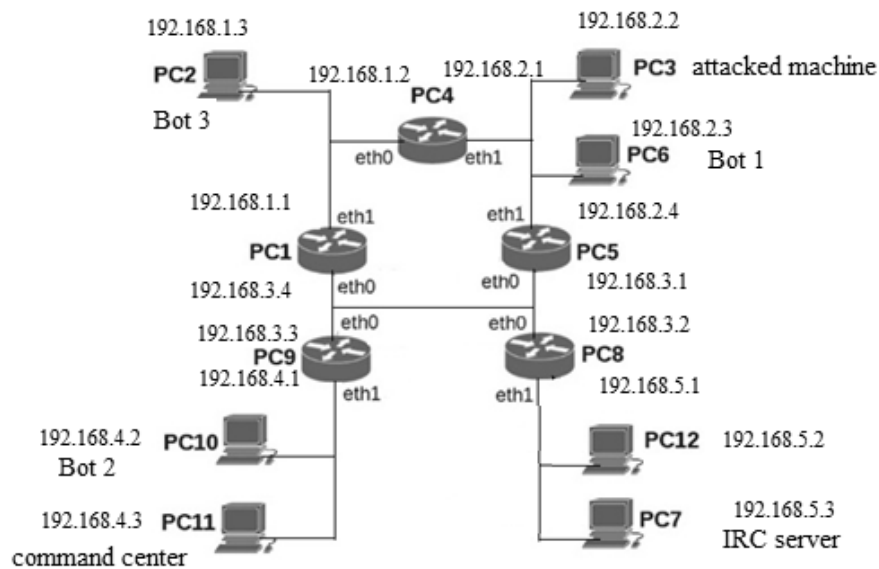 192.168.1.3
192.168.2.2
PC2
192.168.1.2
192.168.2.1
PC3 attacked machine
PC4
Bot 3
192.168.2.3
eth0
eth1
PC6
Bot 1
192.168.1.1
eth1
eth1
192.168.2.4
PC1
PC5
192.168.3.4
eth0
eth0
192.168.3.1
192.168.3.3
eth0
eth0
192.168.3.2
PC9
PC8
192.168.4.1
eth1
eth1
192.168.5.1
192.168.4.2
PC10
PC12
192.168.5.2
Bot 2
192.168.4.3
PC11
PC7
192.168.5.3
command center
IRC server